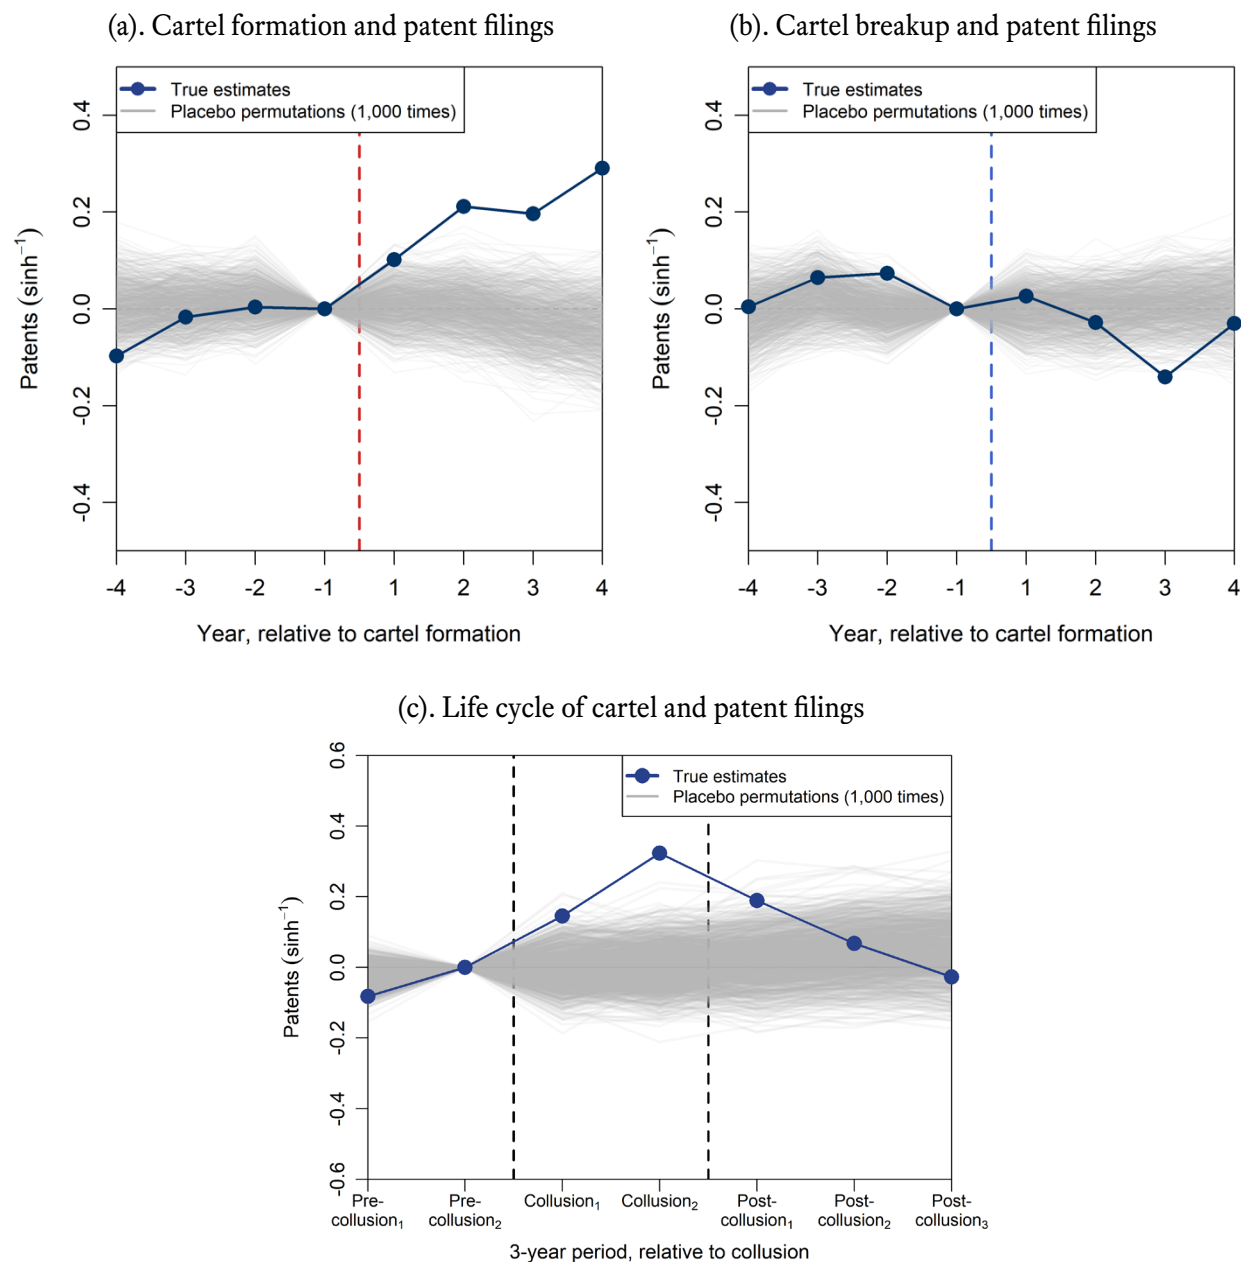 (a). Cartel formation and patent filings
True estimates
Placebo permutations (1,000 times)
0.4
0.2
0.0
-0.2
-0.4
Patents (sinh⁻¹)
-4 -3 -2 -1 1 2 3 4
Year, relative to cartel formation
(b). Cartel breakup and patent filings
True estimates
Placebo permutations (1,000 times)
0.4
0.2
0.0
-0.2
-0.4
Patents (sinh⁻¹)
-4 -3 -2 -1 1 2 3 4
Year, relative to cartel formation
(c). Life cycle of cartel and patent filings
True estimates
Placebo permutations (1,000 times)
0.6
0.4
0.2
0.0
-0.2
-0.4
-0.6
Patents (sinh⁻¹)
Pre- Pre- Collusion₁ Collusion₂ Post- Post- Post-
collusion₁ collusion₂ collusion₁ collusion₂ collusion₃
3-year period, relative to collusion